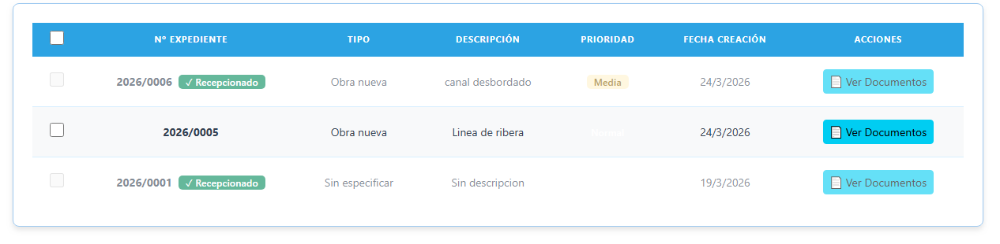 Nº EXPEDIENTE TIPO DESCRIPCIÓN PRIORIDAD FECHA CREACIÓN ACCIONES
2026/0006 ✓ Recepcionado Obra nueva canal desbordado Media 24/3/2026 Ver Documentos
2026/0005 Obra nueva Linea de ribera Normal 24/3/2026 Ver Documentos
2026/0001 ✓ Recepcionado Sin especificar Sin descripcion 19/3/2026 Ver Documentos